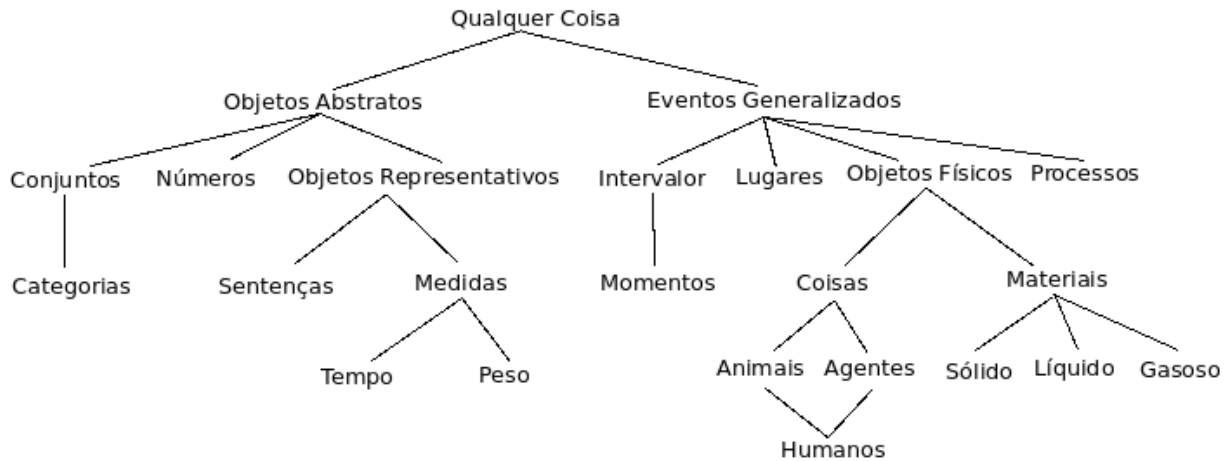 Qualquer Coisa
Objetos Abstratos
Eventos Generalizados
Conjuntos
Números
Objetos Representativos
Intervalor
Lugares
Objetos Físicos
Processos
Categorias
Sentenças
Medidas
Momentos
Coisas
Materiais
Tempo
Peso
Animais
Agentes
Sólido
Líquido
Gasoso
Humanos